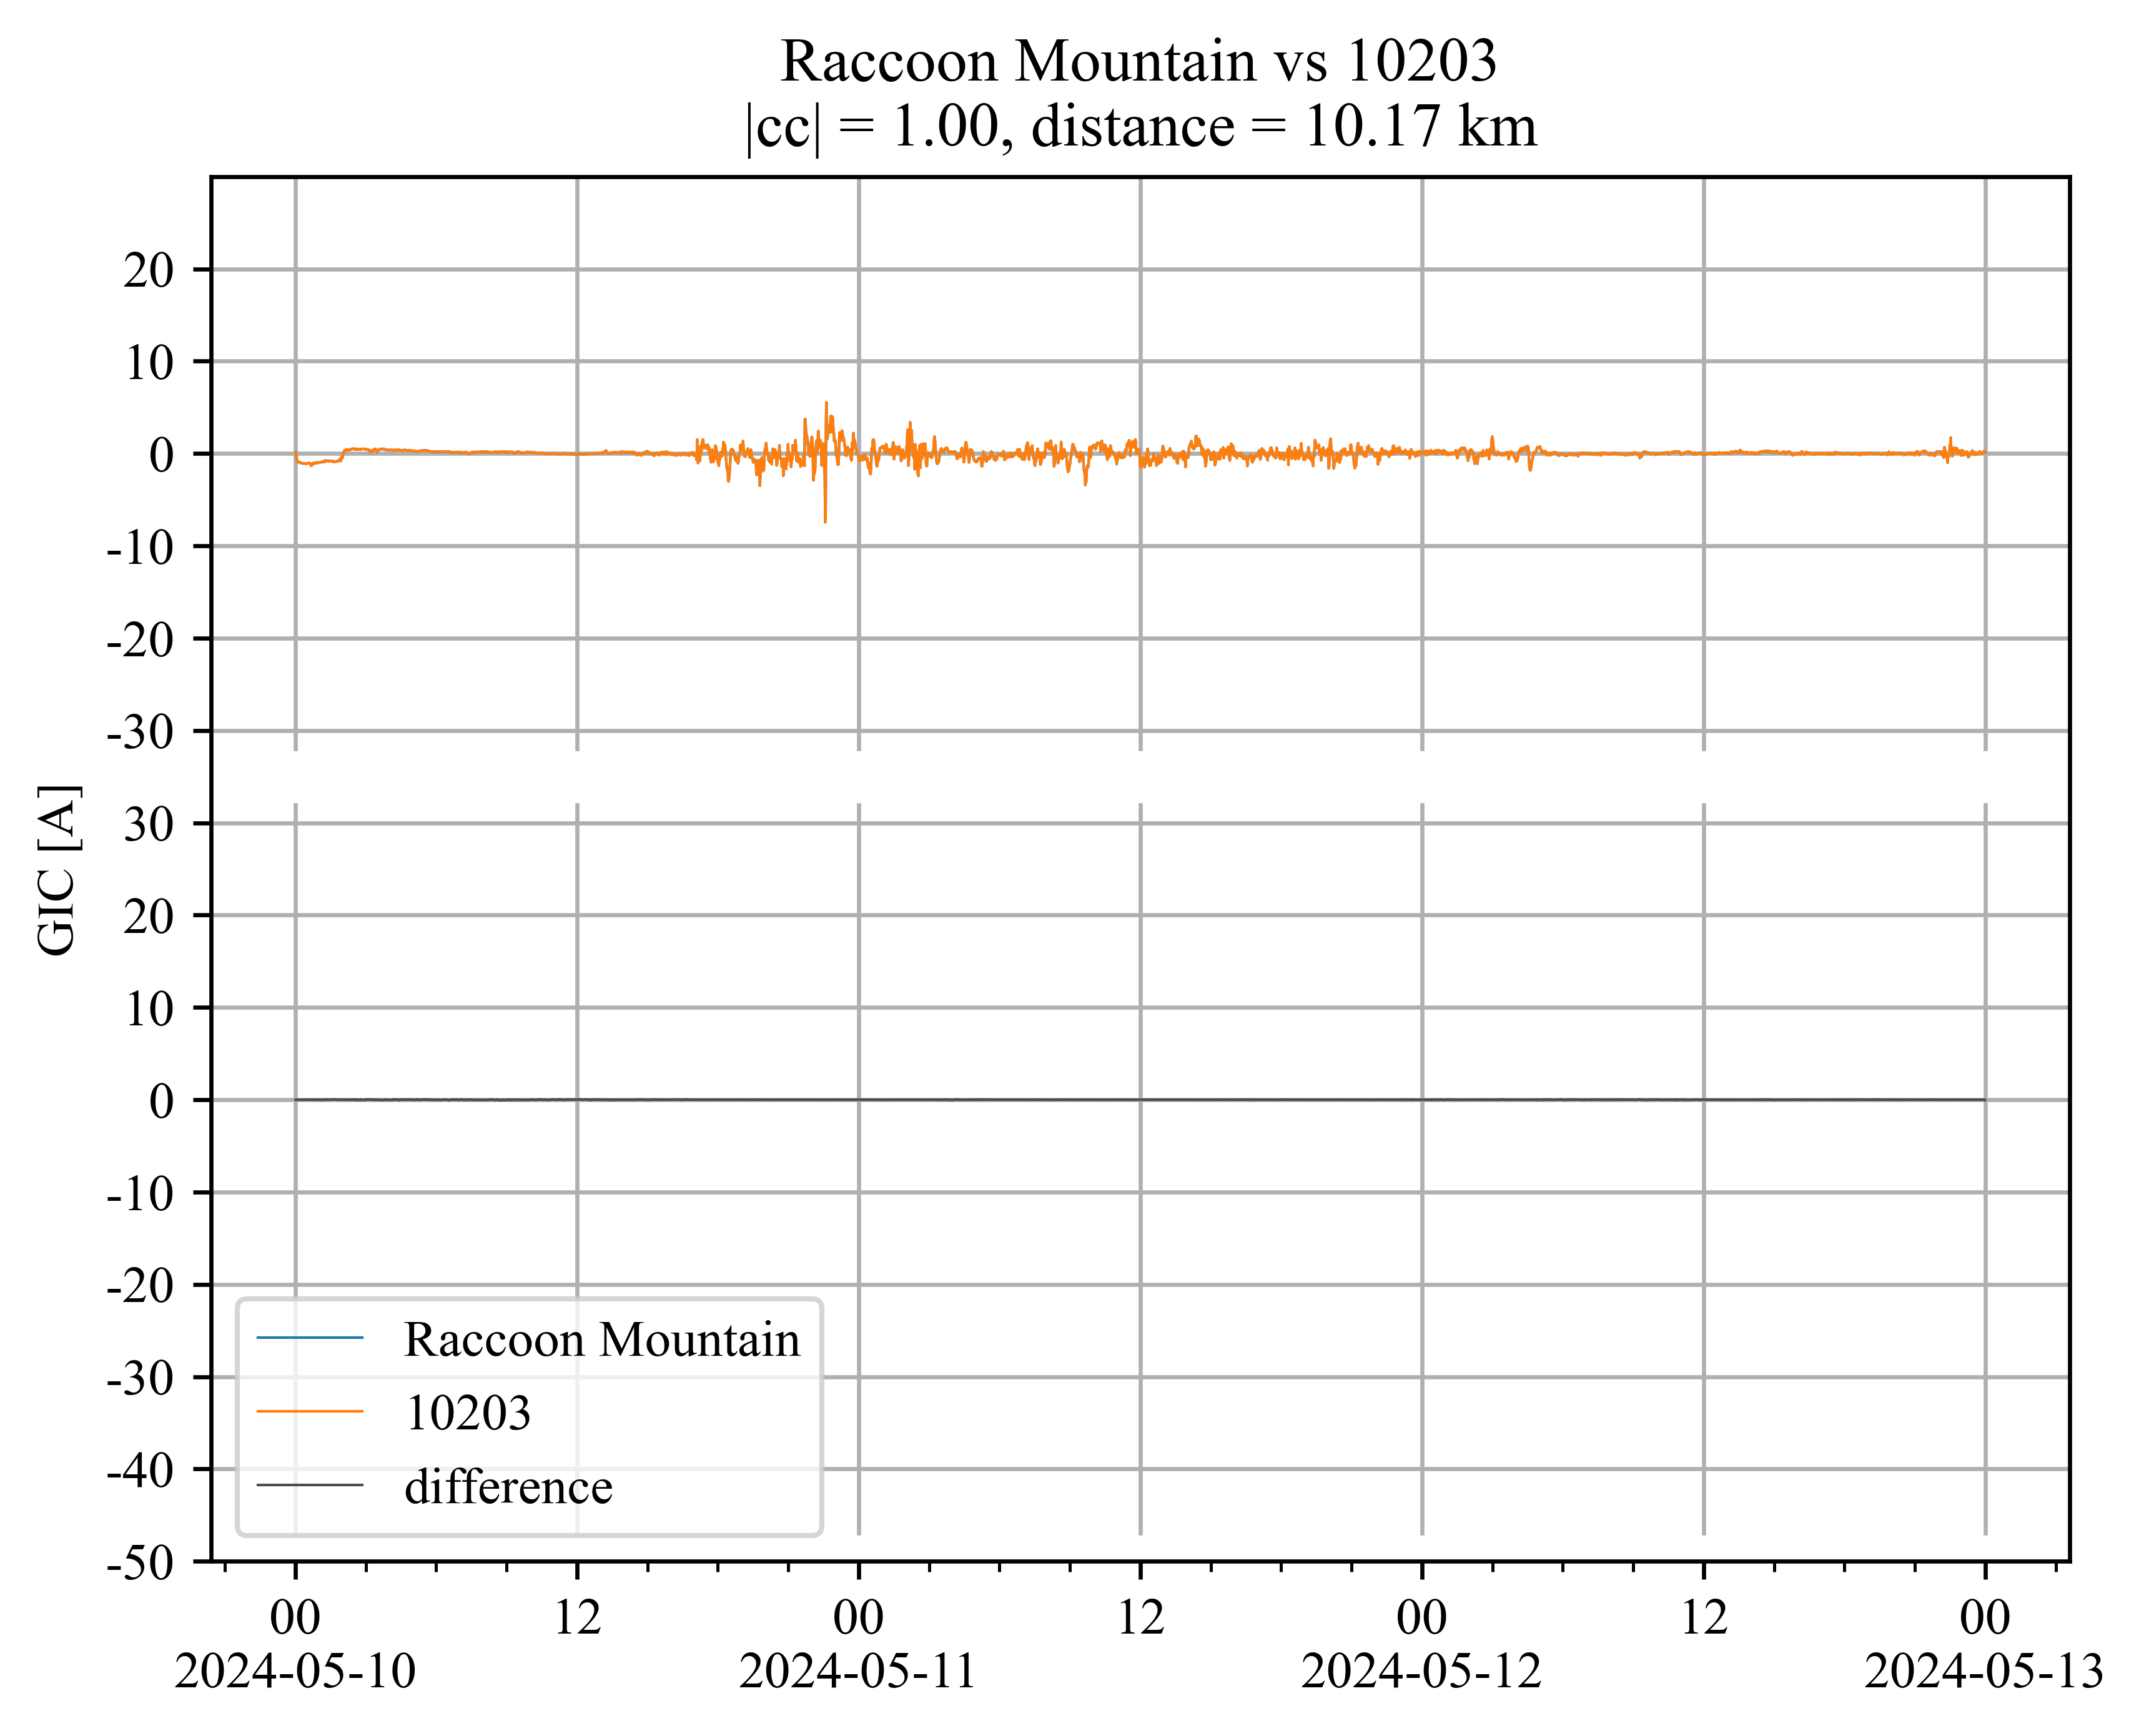 Raccoon Mountain vs 10203
|cc| = 1.00, distance = 10.17 km
GIC [A]
20
10
0
-10
-20
-30
30
20
10
0
-10
-20
-30
-40
-50
Raccoon Mountain
10203
difference
00 12 00 12 00 12 00
2024-05-10 2024-05-11 2024-05-12 2024-05-13